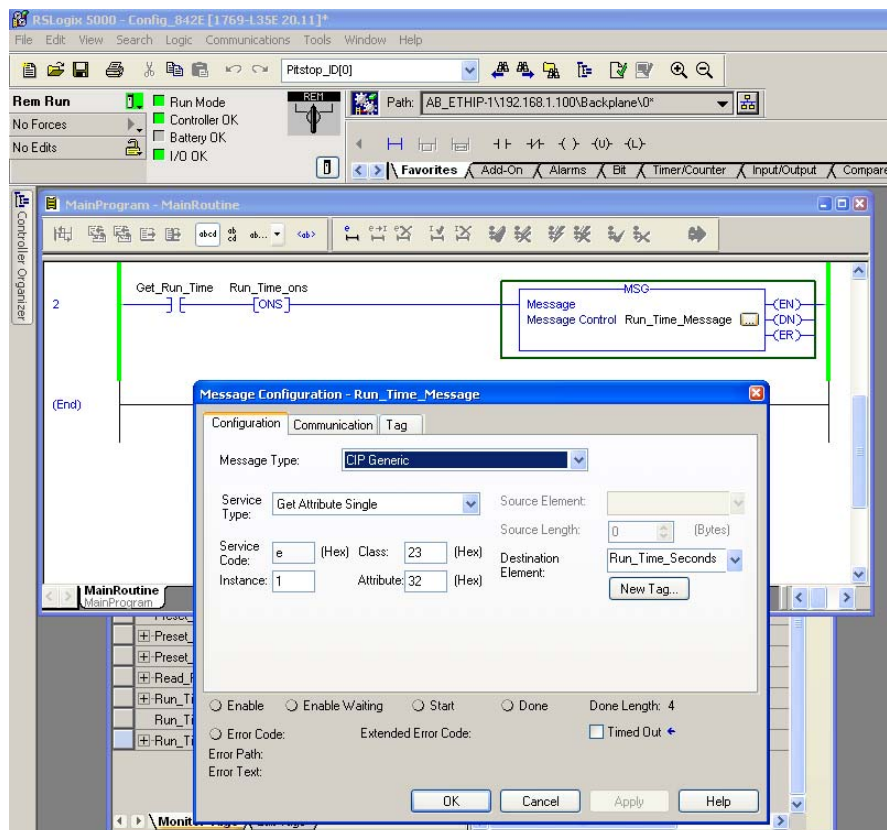 RSLogix 5000 - Config_842E [1769-L35E 20.11]*
File Edit View Search Logic Communications Tools Window Help
Pitstop_ID[0]
Rem Run
Run Mode
REM
Path: AB_ETHIP-1\192.168.1.100\Backplane\0*
No Forces
Controller OK
Battery OK
No Edits
I/O OK
Favorites Add-On Alarms Bit Timer/Counter Input/Output Compare
Controller Organizer
MainProgram - MainRoutine
abcd ab cd ab... <ab>
Get_Run_Time Run_Time_ons
MSG
2
ONS
Message
Message Control Run_Time_Message ...
EN
DN
ER
(End)
Message Configuration - Run_Time_Message
Configuration Communication Tag
Message Type: CIP Generic
Service Type: Get Attribute Single
Source Element:
Source Length: 0 (Bytes)
Service Code: e (Hex) Class: 23 (Hex)
Destination Element: Run_Time_Seconds
Instance: 1 Attribute: 32 (Hex)
New Tag...
MainRoutine
MainProgram
Preset_
Preset_
Read_
Run_Ti
Run_Ti
Run_Ti
Enable Enable Waiting Start Done Done Length: 4
Error Code: Extended Error Code: Timed Out
Error Path:
Error Text:
OK Cancel Apply Help